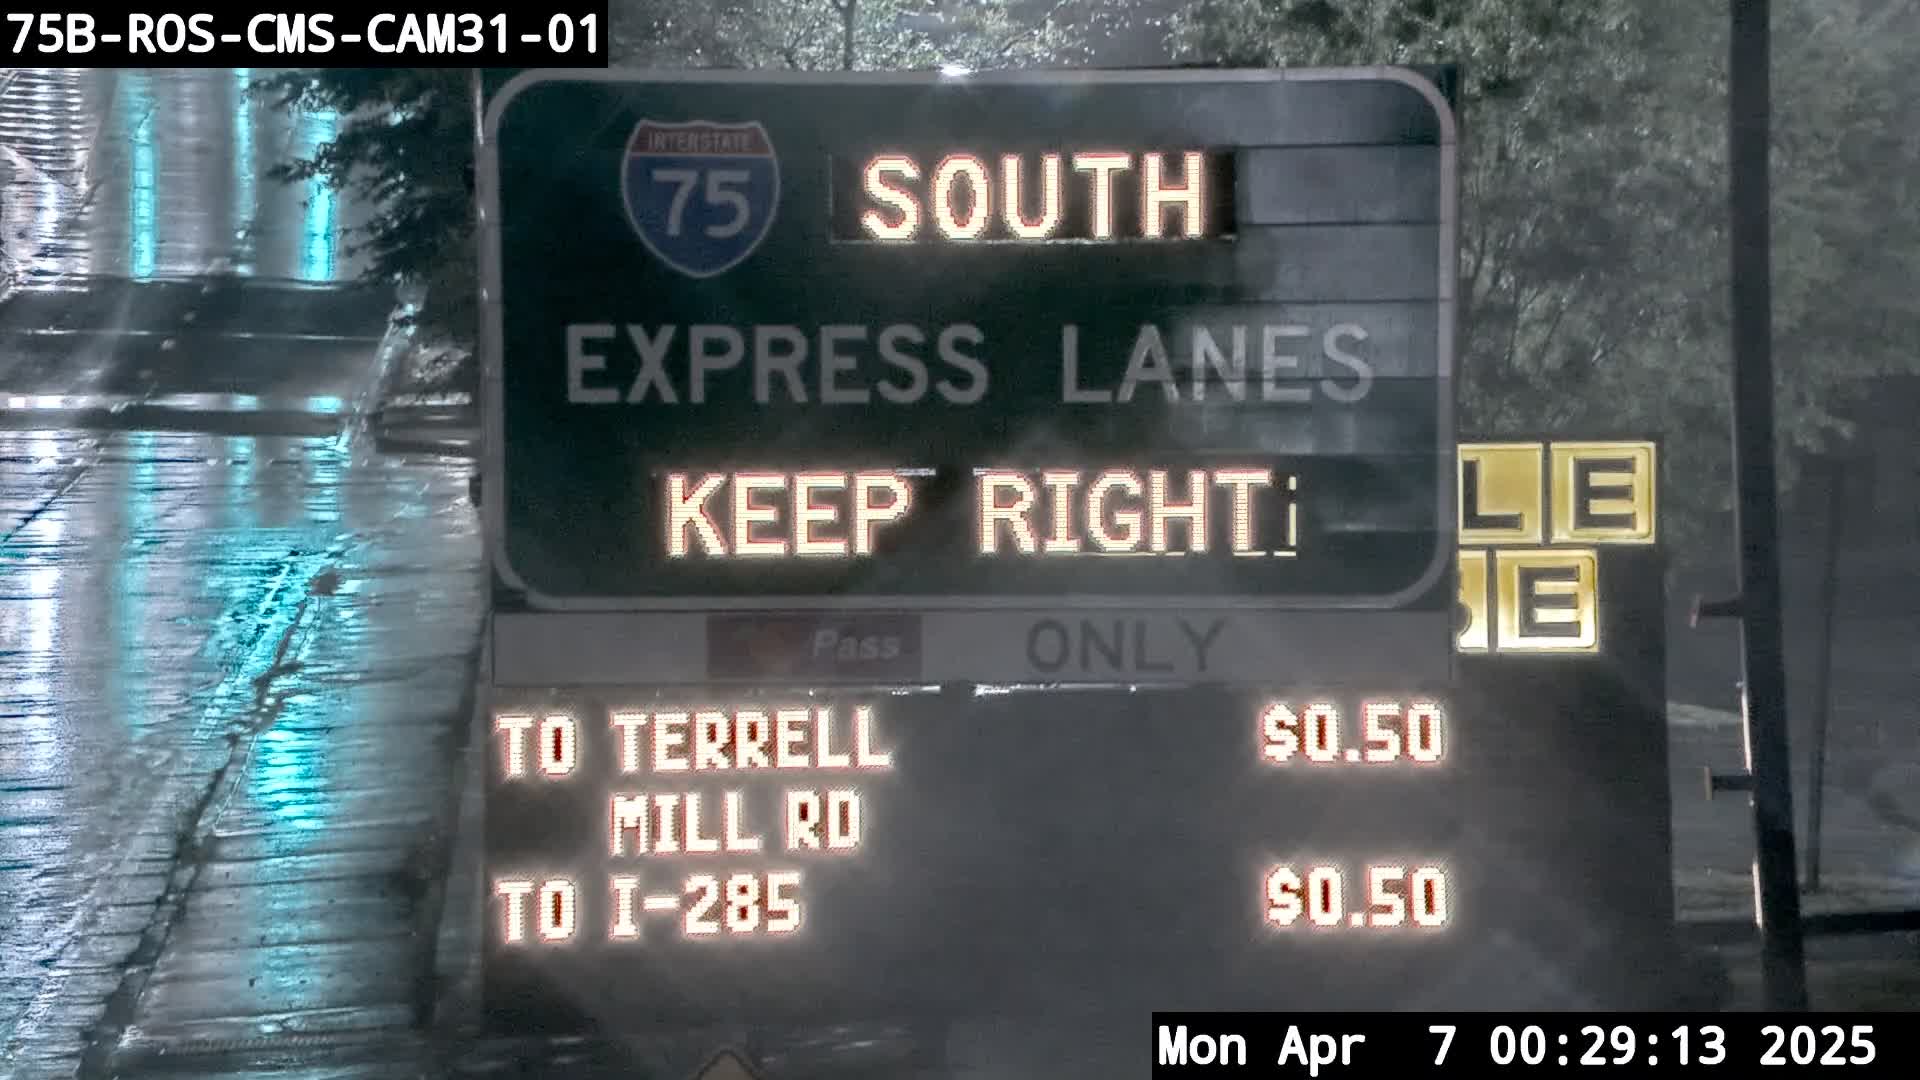 75B-ROS-CMS-CAM31-01
INTERSTATE
75
SOUTH
EXPRESS LANES
KEEP RIGHT
LE
E
Pass ONLY
TO TERRELL $0.50
MILL RD
TO I-285 $0.50
Mon Apr 7 00:29:13 2025